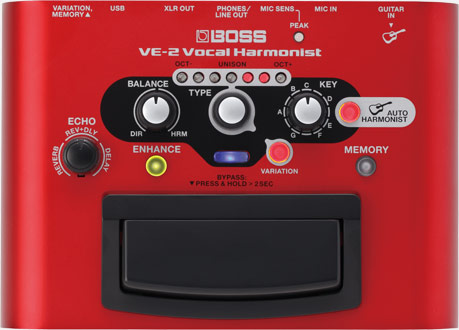 VARIATION, MEMORY▲
USB
XLR OUT
PHONES/ LINE OUT
MIC SENS
MIC IN
GUITAR IN
▼
PEAK
BOSS
VE-2 Vocal Harmonist
OCT-
UNISON
OCT+
BALANCE
TYPE
KEY
DIR
HRM
A
B
C
D
E
F
G
AUTO HARMONIST
ECHO
REVERB
REV+DLY
DELAY
ENHANCE
VARIATION
MEMORY
BYPASS:
▼PRESS & HOLD × 2SEC